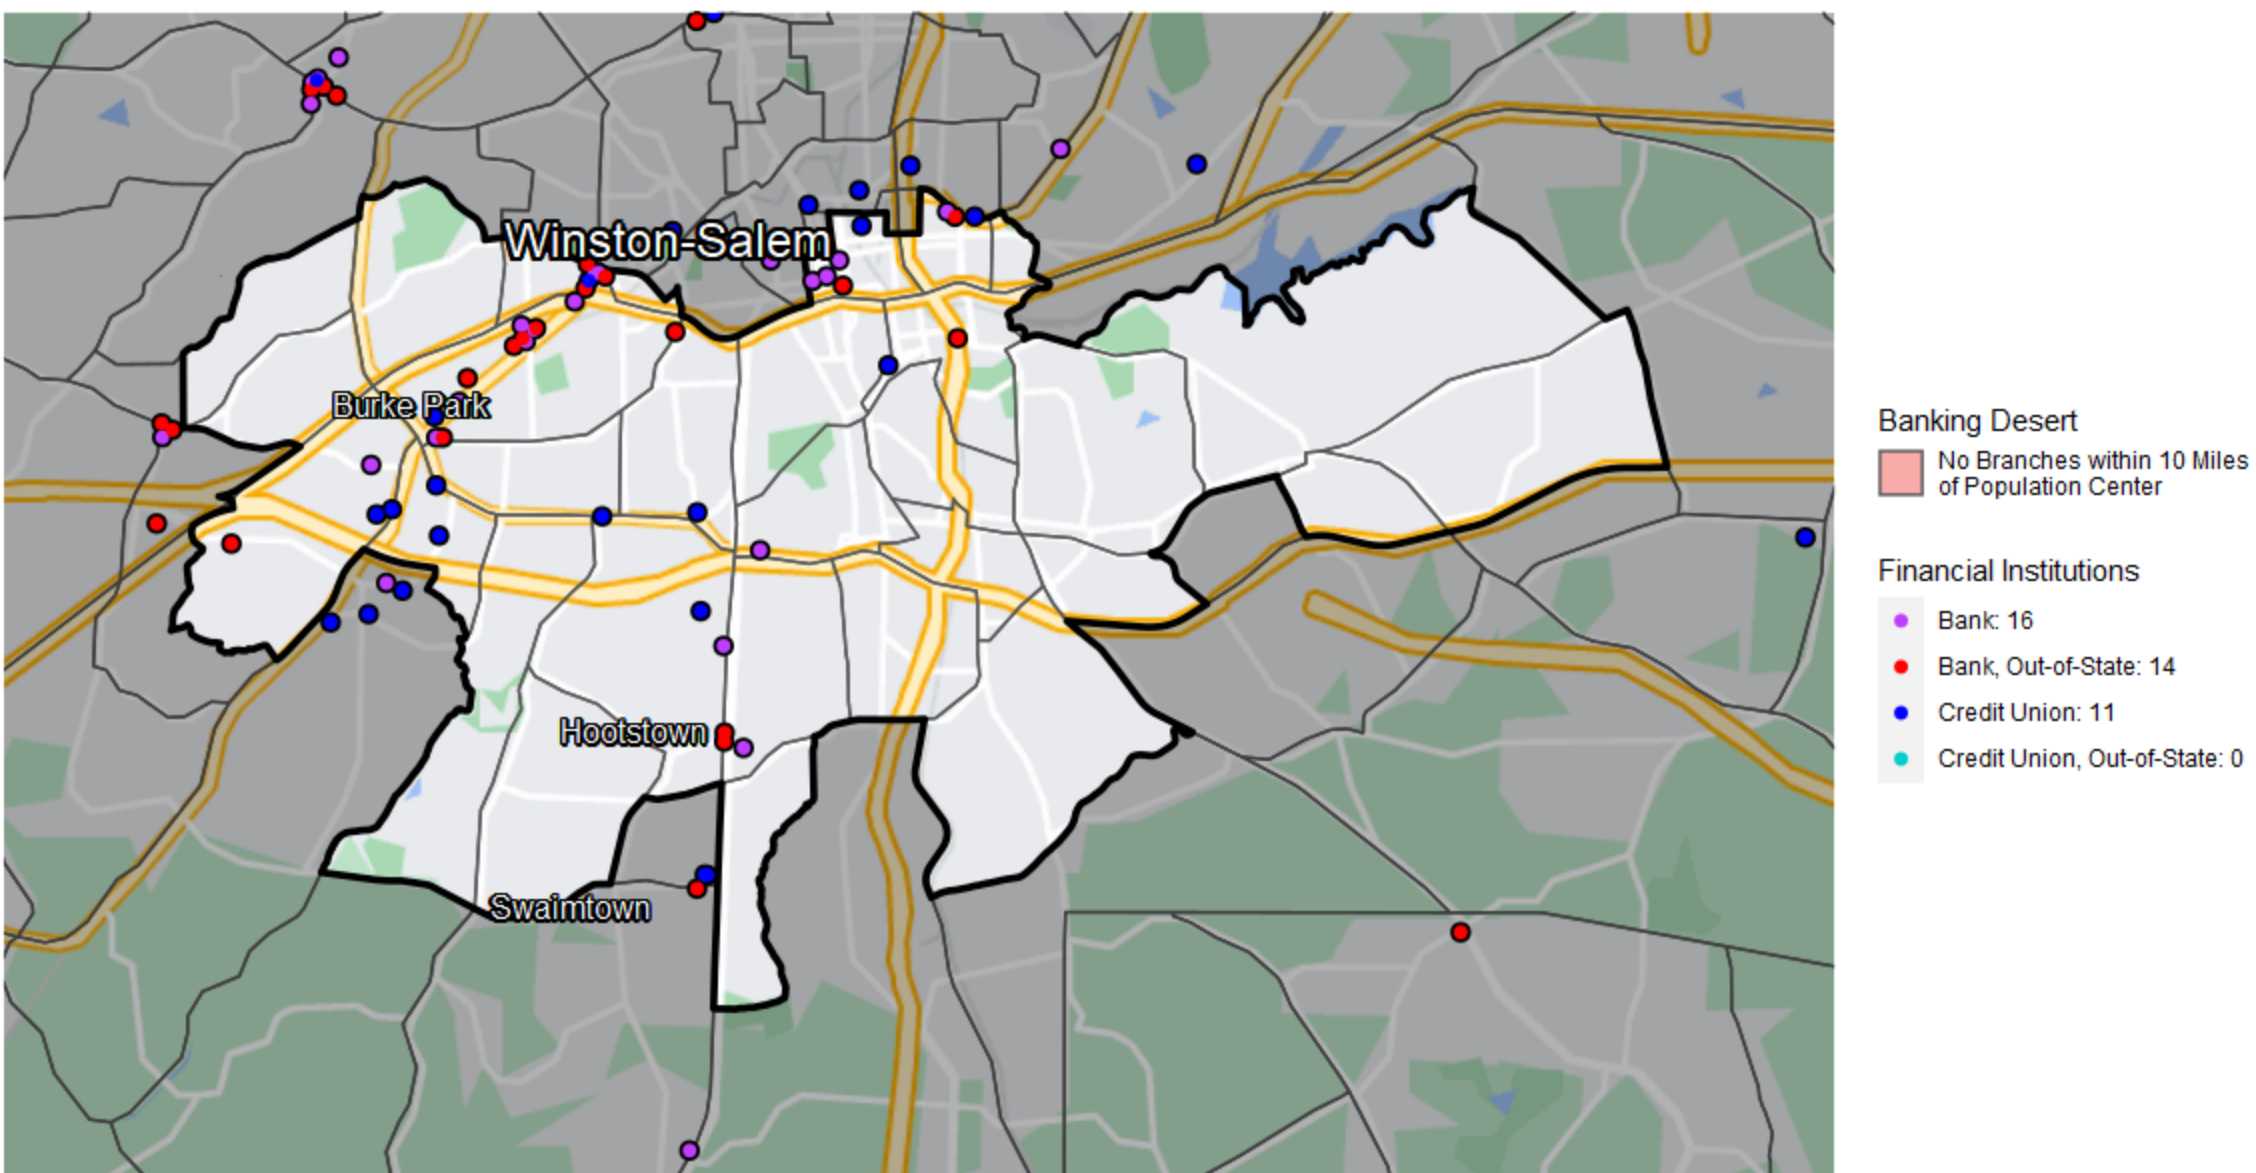 Winston-Salem
Burke Park
Hootstown
Swaimtown
Banking Desert
No Branches within 10 Miles
of Population Center
Financial Institutions
Bank: 16
Bank, Out-of-State: 14
Credit Union: 11
Credit Union, Out-of-State: 0